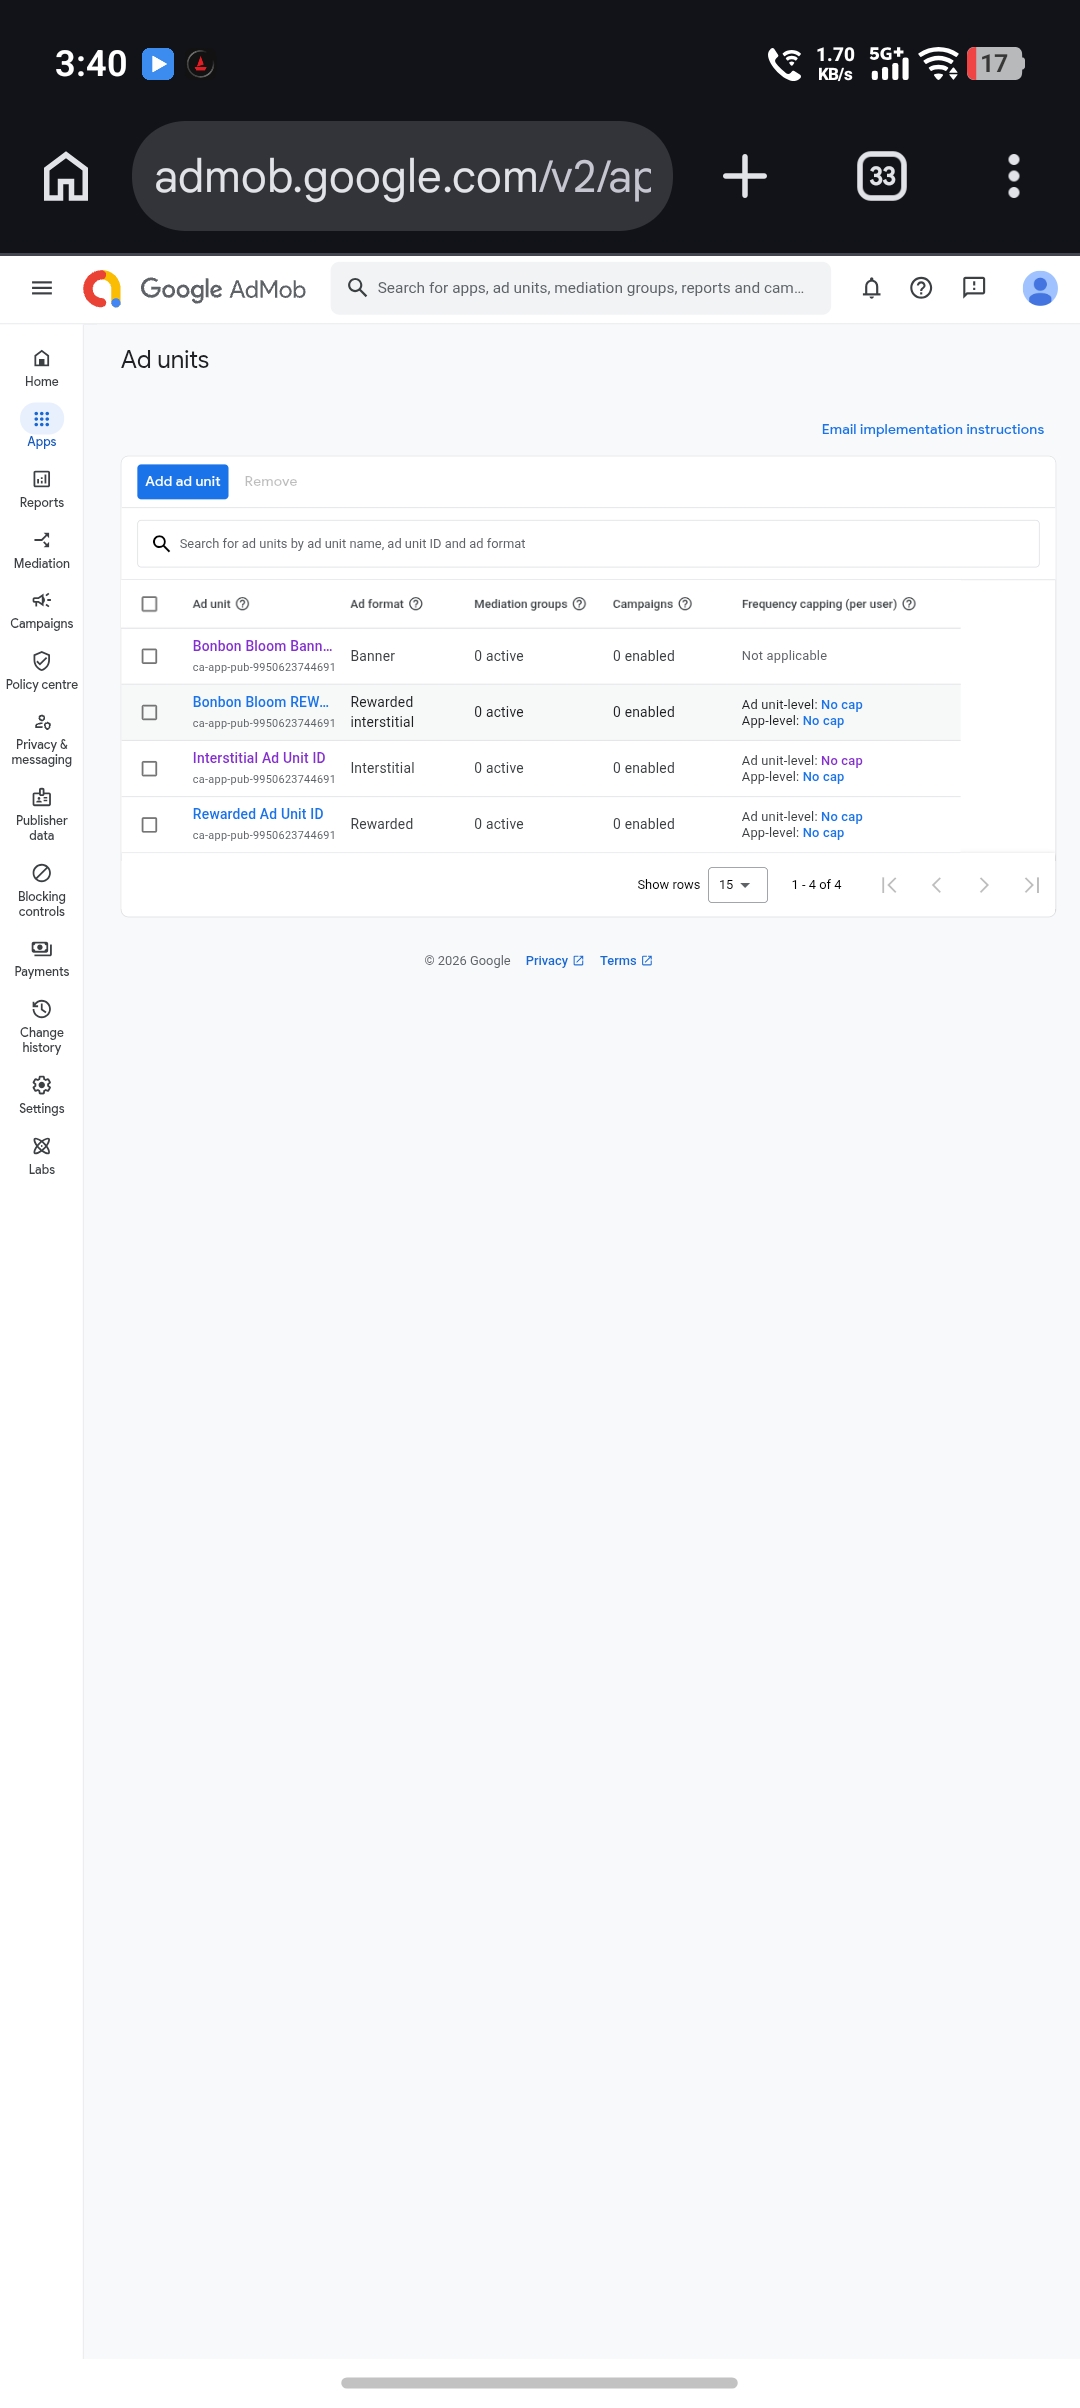 3:40
1.70
KB/s
5G+
17
admob.google.com/v2/ap
33
Google AdMob
Search for apps, ad units, mediation groups, reports and cam...
Home
Apps
Reports
Mediation
Campaigns
Policy centre
Privacy &
messaging
Publisher
data
Blocking
controls
Payments
Change
history
Settings
Labs
Ad units
Email implementation instructions
Add ad unit Remove
Search for ad units by ad unit name, ad unit ID and ad format
Ad unit Ad format Mediation groups Campaigns Frequency capping (per user)
Bonbon Bloom Bann...
ca-app-pub-9950623744691
Banner 0 active 0 enabled Not applicable
Bonbon Bloom REW...
ca-app-pub-9950623744691
Rewarded
interstitial
0 active 0 enabled
Ad unit-level: No cap
App-level: No cap
Interstitial Ad Unit ID
ca-app-pub-9950623744691
Interstitial 0 active 0 enabled
Ad unit-level: No cap
App-level: No cap
Rewarded Ad Unit ID
ca-app-pub-9950623744691
Rewarded 0 active 0 enabled
Ad unit-level: No cap
App-level: No cap
Show rows 15 1 - 4 of 4
© 2026 Google Privacy Terms